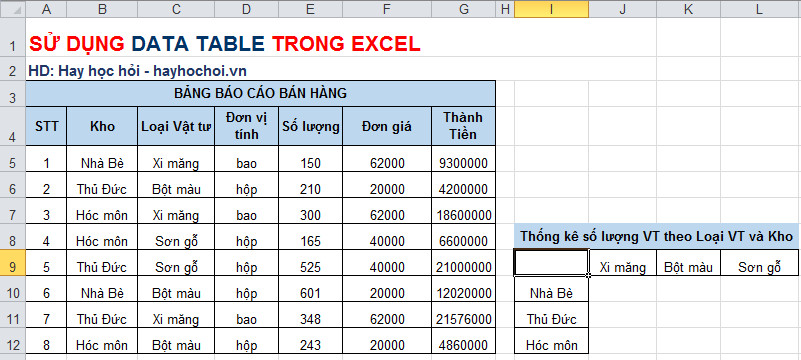 A B C D E F G H I J K L
1 SỬ DỤNG DATA TABLE TRONG EXCEL
2 HD: Hay học hỏi - hayhochoi.vn
3 BẢNG BÁO CÁO BÁN HÀNG
4 STT Kho Loại Vật tư Đơn vị tính Số lượng Đơn giá Thành Tiền
5 1 Nhà Bè Xi măng bao 150 62000 9300000
6 2 Thủ Đức Bột màu hộp 210 20000 4200000
7 3 Hóc môn Xi măng bao 300 62000 18600000
8 4 Hóc môn Sơn gỗ hộp 165 40000 6600000 Thống kê số lượng VT theo Loại VT và Kho
9 5 Thủ Đức Sơn gỗ hộp 525 40000 21000000 Xi măng Bột màu Sơn gỗ
10 6 Nhà Bè Bột màu hộp 601 20000 12020000 Nhà Bè
11 7 Thủ Đức Xi măng bao 348 62000 21576000 Thủ Đức
12 8 Hóc môn Bột màu hộp 243 20000 4860000 Hóc môn